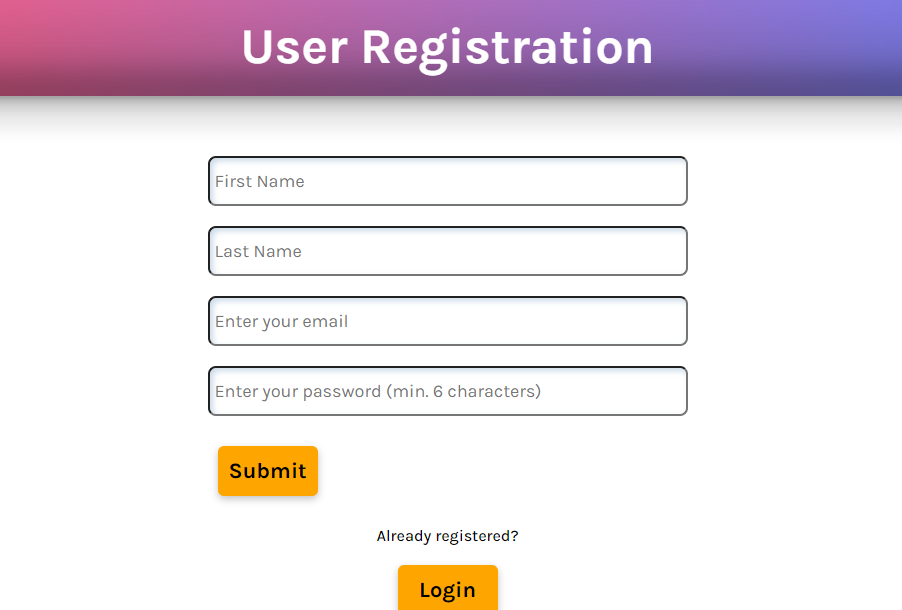 User Registration
First Name
Last Name
Enter your email
Enter your password (min. 6 characters)
Submit
Already registered?
Login